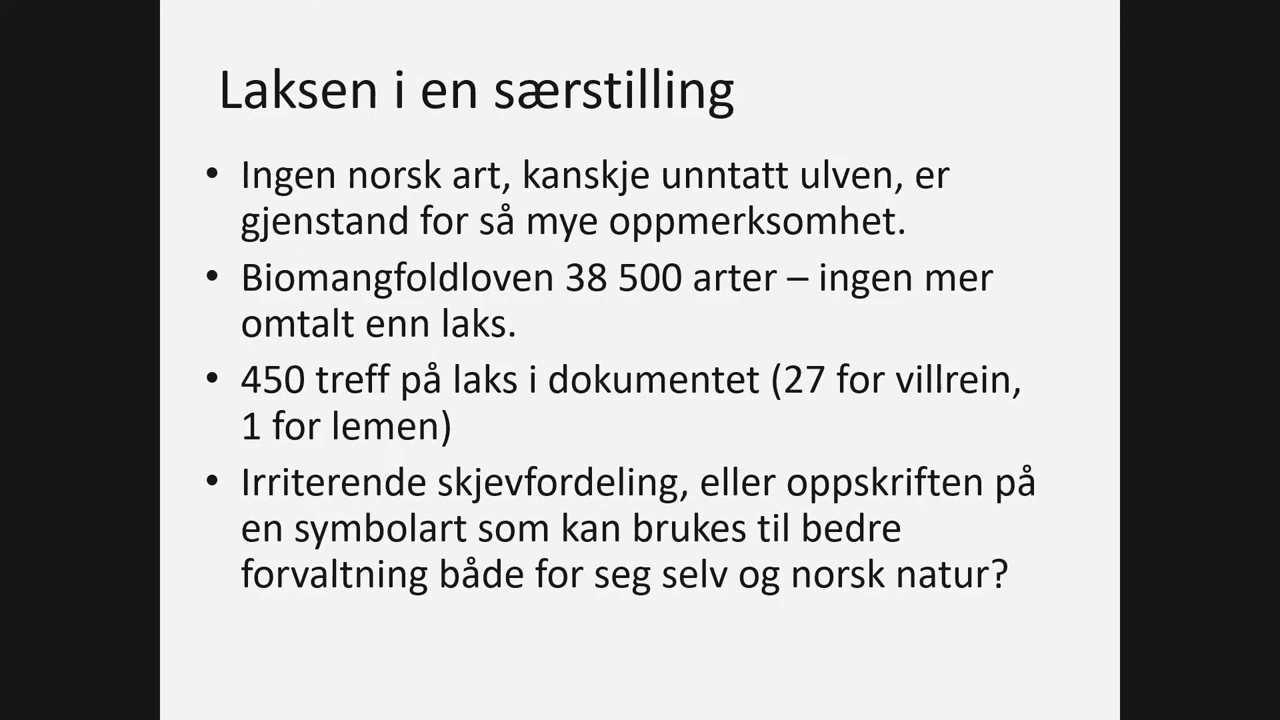 Laksen i en særstilling
• Ingen norsk art, kanskje unntatt ulven, er
gjenstand for så mye oppmerksomhet.
• Biomangfoldloven 38 500 arter – ingen mer
omtalt enn laks.
• 450 treff på laks i dokumentet (27 for villrein,
1 for lemen)
• Irriterende skjevfordeling, eller oppskriften på
en symbolart som kan brukes til bedre
forvaltning både for seg selv og norsk natur?